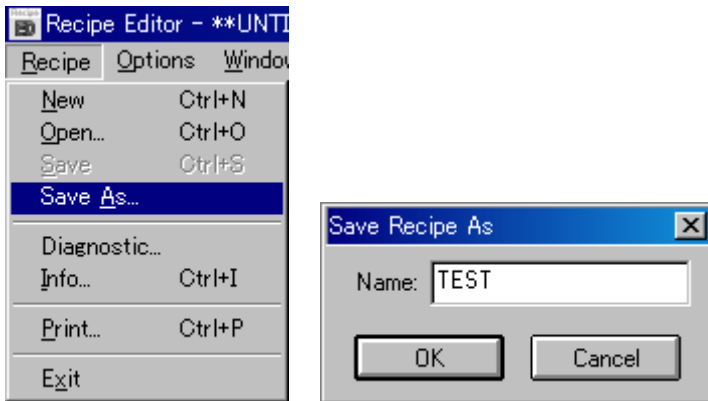 Recipe Editor - **UNTI
Recipe Options Window
New Ctrl+N
Open... Ctrl+O
Save Ctrl+S
Save As...
Diagnostic...
Info... Ctrl+I
Print... Ctrl+P
Exit
Save Recipe As
Name: TEST
OK Cancel